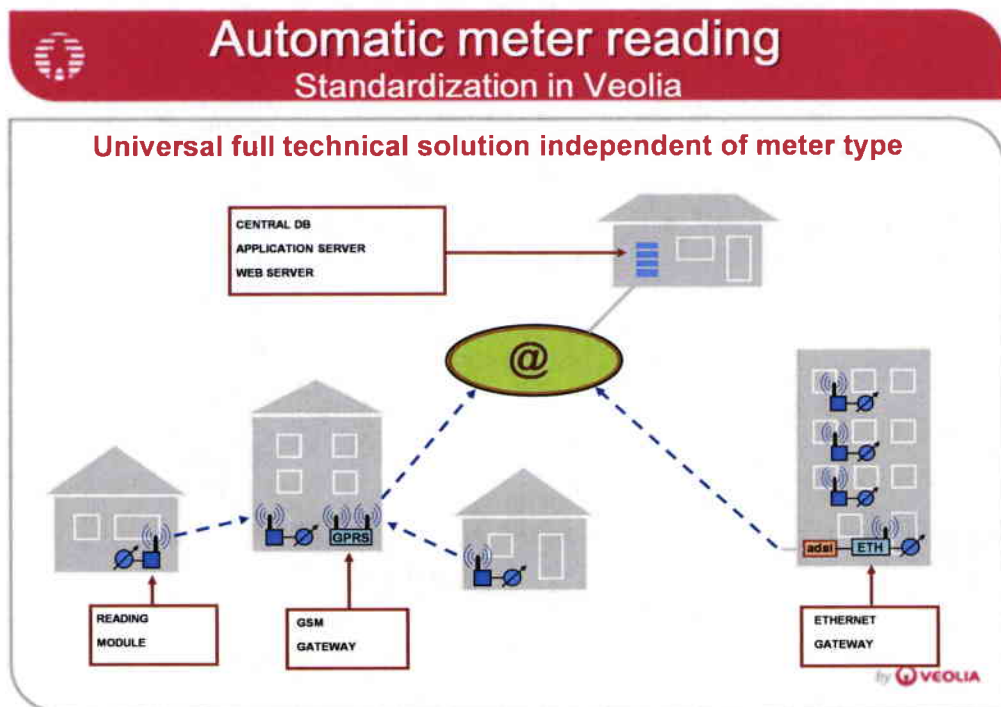 Automatic meter reading
Standardization in Veolia
Universal full technical solution independent of meter type
CENTRAL DB
APPLICATION SERVER
WEB SERVER
@
GPRS
adsl
ETH
READING
MODULE
GSM
GATEWAY
ETHERNET
GATEWAY
by VEOLIA